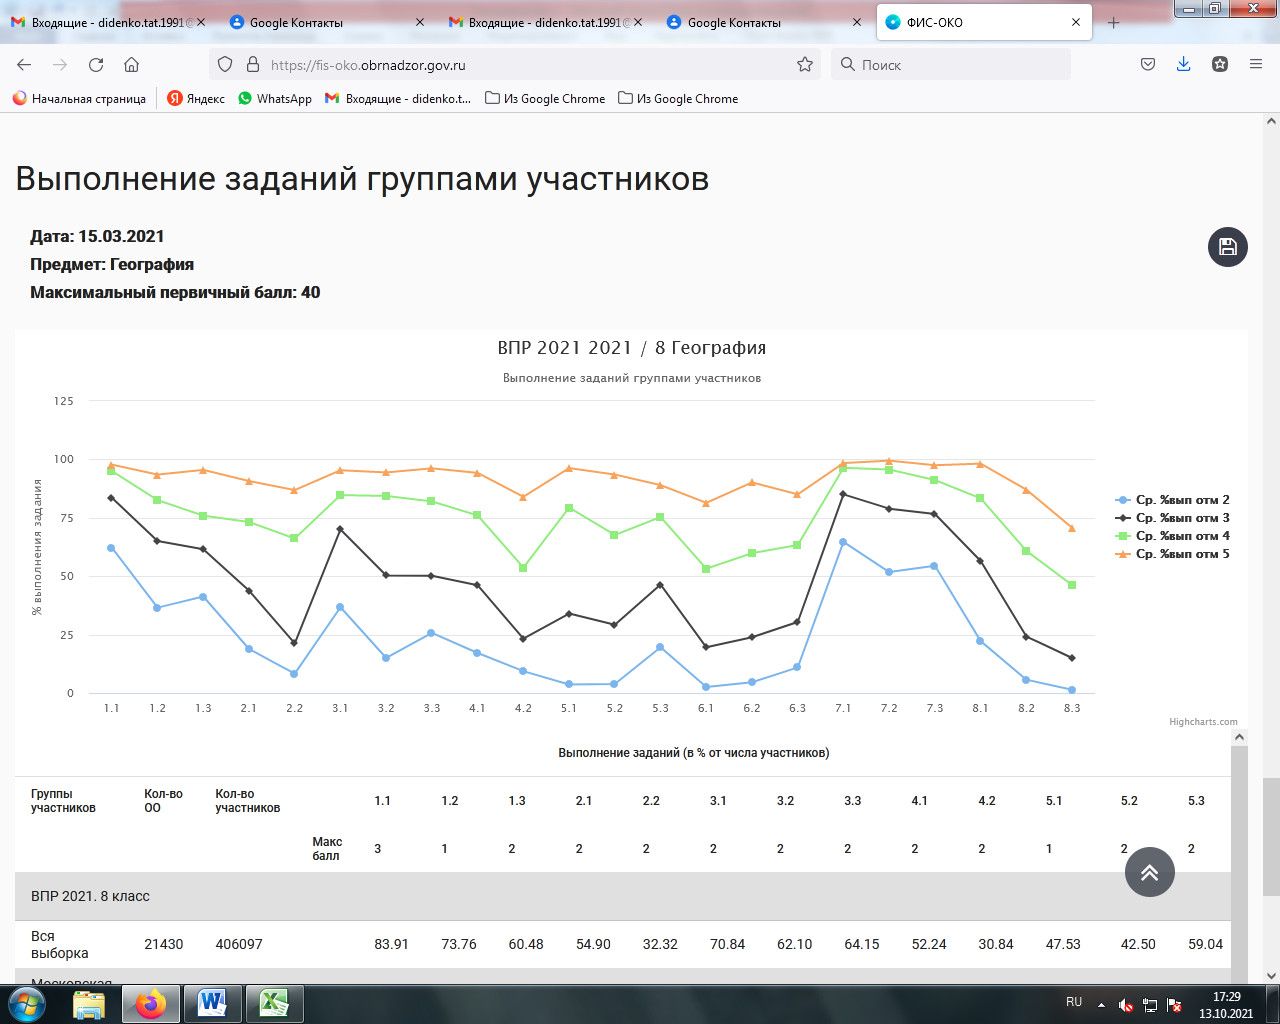 Входящие - didenko.tat.1991@
Google Контакты
Входящие - didenko.tat.1991@
Google Контакты
ФИС-ОКО
https://fis-oko.obrnadzor.gov.ru
Поиск
Начальная страница
Яндекс
WhatsApp
Входящие - didenko.t...
Из Google Chrome
Из Google Chrome
Выполнение заданий группами участников
Дата: 15.03.2021
Предмет: География
Максимальный первичный балл: 40
ВПР 2021 2021 / 8 География
Выполнение заданий группами участников
% выполнения задания
125
100
75
50
25
0
1.1 1.2 1.3 2.1 2.2 3.1 3.2 3.3 4.1 4.2 5.1 5.2 5.3 6.1 6.2 6.3 7.1 7.2 7.3 8.1 8.2 8.3
Ср. %вып отм 2
Ср. %вып отм 3
Ср. %вып отм 4
Ср. %вып отм 5
Highcharts.com
Выполнение заданий (в % от числа участников)
Группы участников Кол-во ОО Кол-во участников 1.1 1.2 1.3 2.1 2.2 3.1 3.2 3.3 4.1 4.2 5.1 5.2 5.3
Макс балл 3 1 2 2 2 2 2 2 2 2 1 2 2
ВПР 2021. 8 класс
Вся выборка 21430 406097 83.91 73.76 60.48 54.90 32.32 70.84 62.10 64.15 52.24 30.84 47.53 42.50 59.04
Московская
RU
17:29
13.10.2021